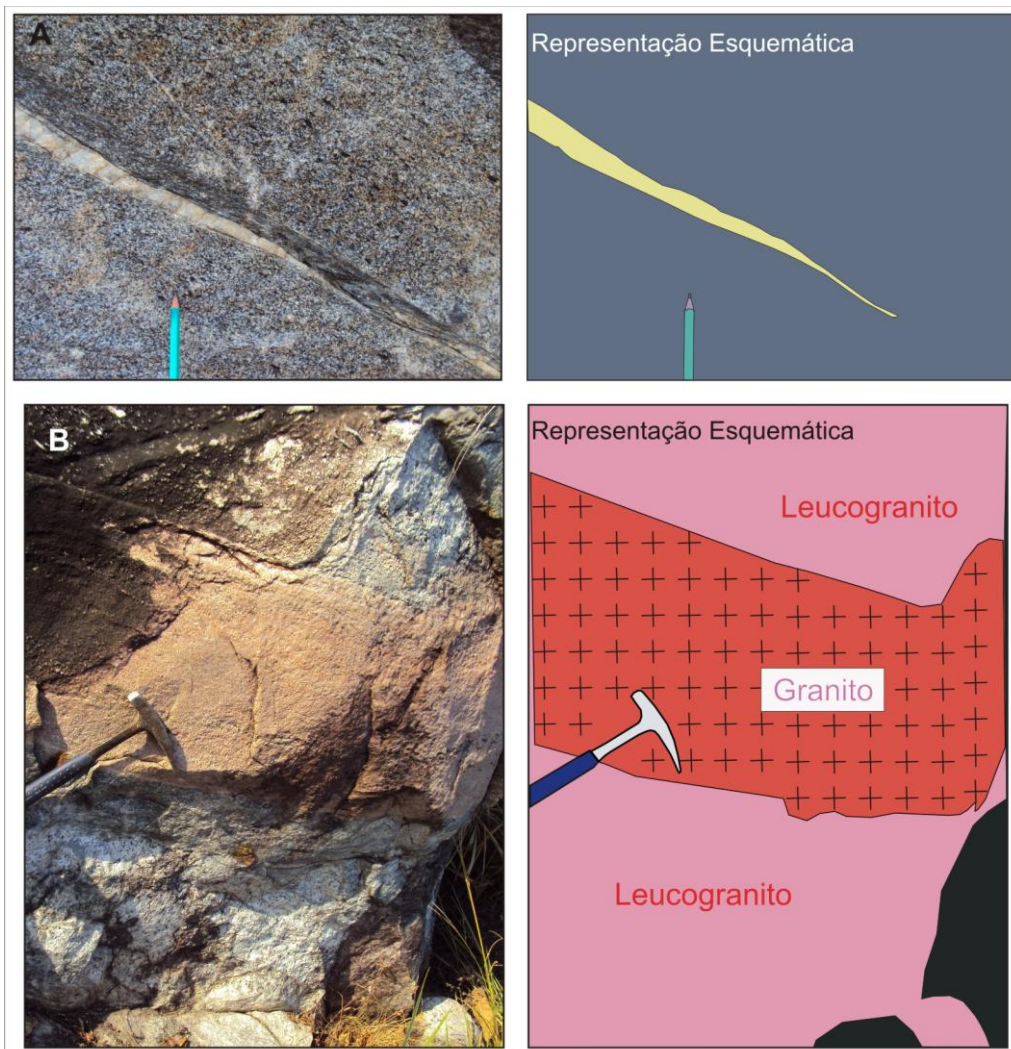 A
Representação Esquemática
B
Representação Esquemática
Leucogranito
Granito
Leucogranito